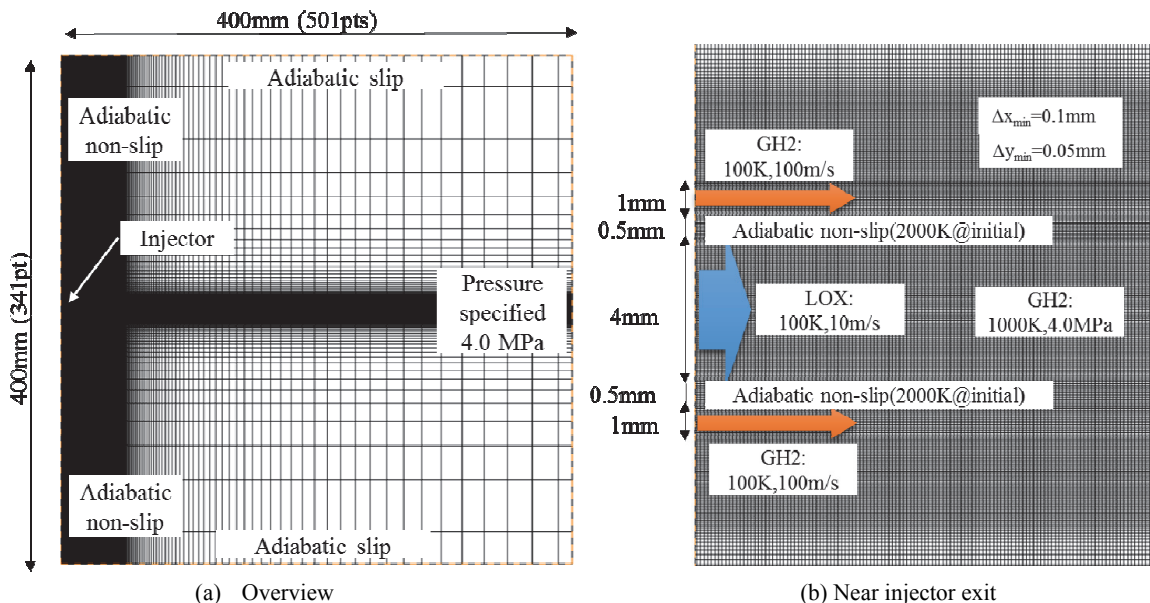 400mm (501pts)
400mm (341pt)
Adiabatic slip
Adiabatic
non-slip
Injector
Pressure
specified
4.0 MPa
Adiabatic
non-slip
Adiabatic slip
(a) Overview
Δxmin=0.1mm
Δymin=0.05mm
GH2:
100K,100m/s
1mm
0.5mm
Adiabatic non-slip(2000K@initial)
4mm
LOX:
100K,10m/s
GH2:
1000K,4.0MPa
0.5mm
Adiabatic non-slip(2000K@initial)
1mm
GH2:
100K,100m/s
(b) Near injector exit